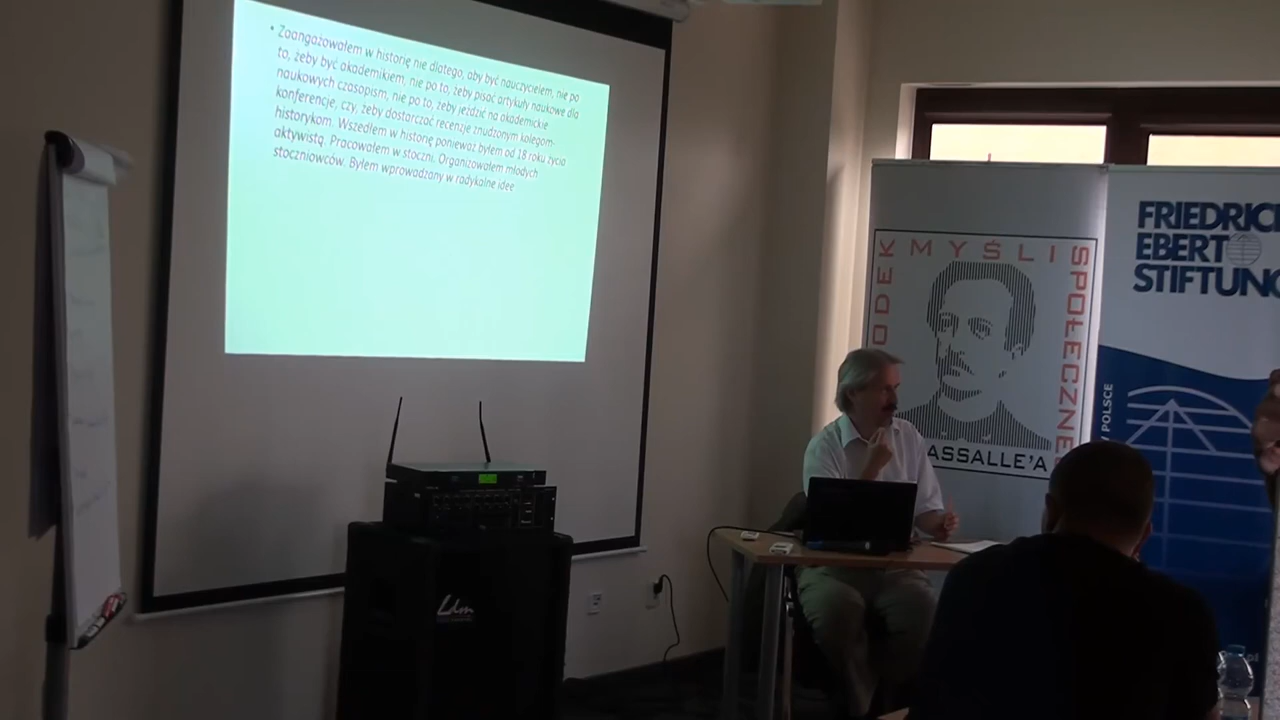 • Zaangażowałem w historię nie dlatego, aby być nauczycielem, nie po
to, żeby być akademikiem, nie po to, żeby pisać artykuły naukowe dla
naukowych czasopism, nie po to, żeby jeździć na akademickie
konferencje, czy, żeby dostarczać recenzje znudzonym kolegom-
historykom. Wszedłem w historię ponieważ byłem od 18 roku życia
aktywistą. Pracowałem w stoczni. Organizowałem młodych
stoczniowców. Byłem wprowadzany w radykalne idee
ODEK MYŚLI SPOŁECZNE
ASSALLE'A
FRIEDRIC
EBERT
STIFTUNG
POLSCE
Ldm